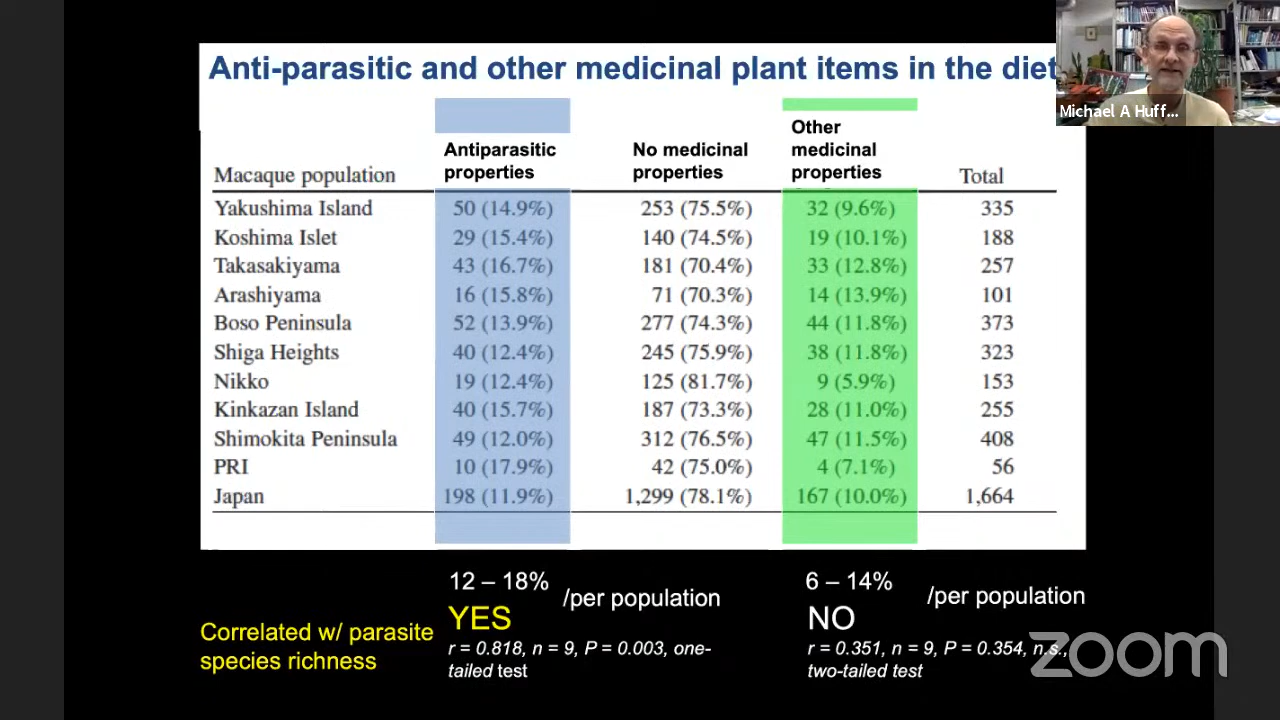 Anti-parasitic and other medicinal plant items in the diet
Michael A Huff...
Macaque population Antiparasitic properties No medicinal properties Other medicinal properties Total
Yakushima Island 50 (14.9%) 253 (75.5%) 32 (9.6%) 335
Koshima Islet 29 (15.4%) 140 (74.5%) 19 (10.1%) 188
Takasakiyama 43 (16.7%) 181 (70.4%) 33 (12.8%) 257
Arashiyama 16 (15.8%) 71 (70.3%) 14 (13.9%) 101
Boso Peninsula 52 (13.9%) 277 (74.3%) 44 (11.8%) 373
Shiga Heights 40 (12.4%) 245 (75.9%) 38 (11.8%) 323
Nikko 19 (12.4%) 125 (81.7%) 9 (5.9%) 153
Kinkazan Island 40 (15.7%) 187 (73.3%) 28 (11.0%) 255
Shimokita Peninsula 49 (12.0%) 312 (76.5%) 47 (11.5%) 408
PRI 10 (17.9%) 42 (75.0%) 4 (7.1%) 56
Japan 198 (11.9%) 1,299 (78.1%) 167 (10.0%) 1,664
12 – 18% /per population 6 – 14% /per population
Correlated w/ parasite
species richness
YES
r = 0.818, n = 9, P = 0.003, one-
tailed test
NO
r = 0.351, n = 9, P = 0.354, n.s.,
two-tailed test
zoom